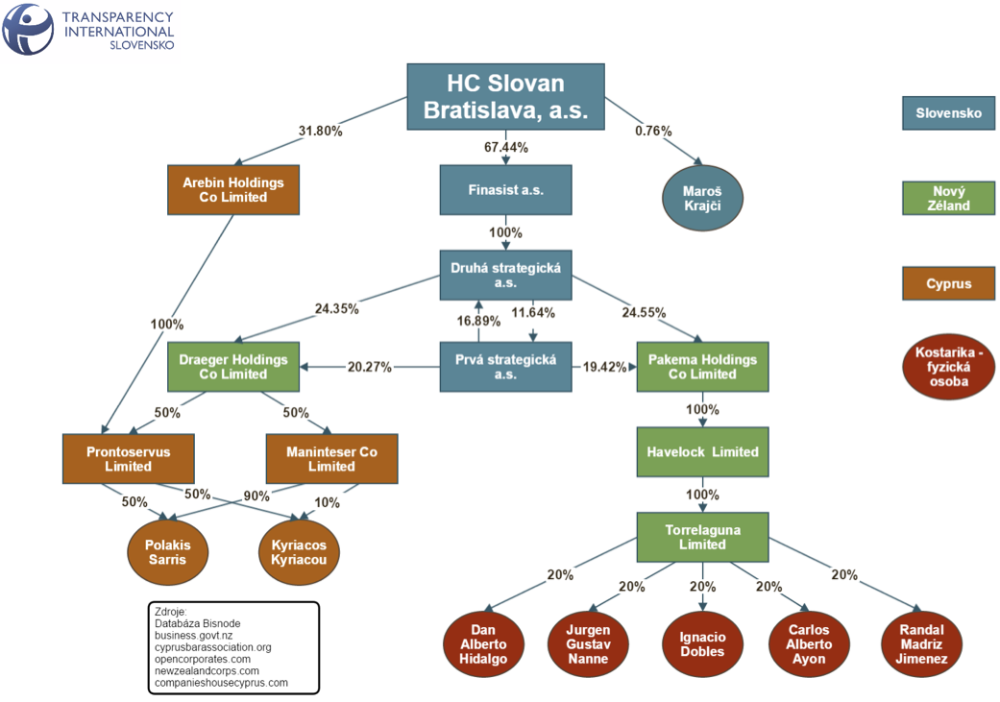 TRANSPARENCY
INTERNATIONAL
SLOVENSKO
HC Slovan
Bratislava, a.s.
31.80%
67.44%
0.76%
Slovensko
Arebin Holdings
Co Limited
Finasist a.s.
Maroš
Krajči
Nový
Zéland
100%
Druhá strategická
a.s.
Cyprus
24.35%
16.89%
11.64%
24.55%
100%
Draeger Holdings
Co Limited
20.27%
Prvá strategická
a.s.
19.42%
Pakema Holdings
Co Limited
Kostarika -
fyzická
osoba
50%
50%
100%
Prontoservus
Limited
Maninteser Co
Limited
Havelock Limited
50%
50%
90%
10%
100%
Polakis
Sarris
Kyriacos
Kyriacou
Torrelaguna
Limited
20%
20%
20%
20%
20%
Dan
Alberto
Hidalgo
Jurgen
Gustav
Nanne
Ignacio
Dobles
Carlos
Alberto
Ayon
Randal
Madriz
Jimenez
Zdroje:
Databáza Bisnode
business.govt.nz
cyprusbarassociation.org
opencorporates.com
newzealandcorps.com
companieshousecyprus.com